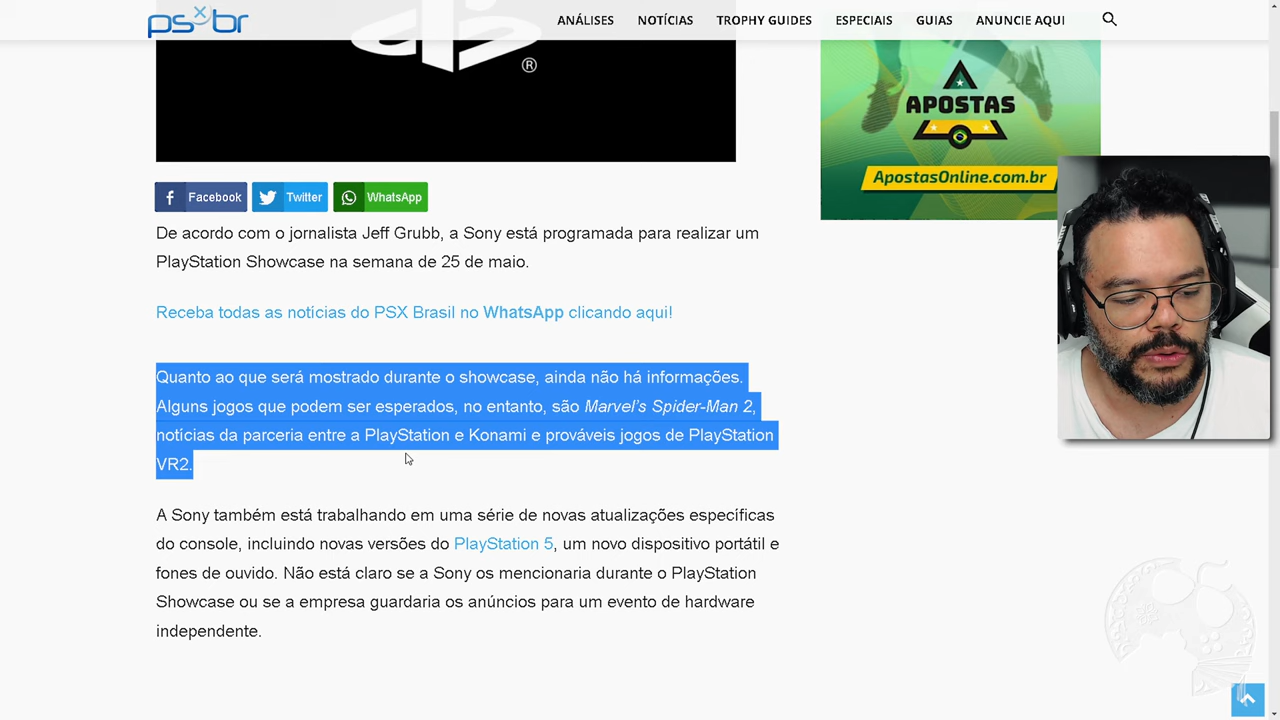 psxbr
ANÁLISES NOTÍCIAS TROPHY GUIDES ESPECIAIS GUIAS ANUNCIE AQUI
®
APOSTAS
ApostasOnline.com.br
Facebook Twitter WhatsApp
De acordo com o jornalista Jeff Grubb, a Sony está programada para realizar um
PlayStation Showcase na semana de 25 de maio.
Receba todas as notícias do PSX Brasil no WhatsApp clicando aqui!
Quanto ao que será mostrado durante o showcase, ainda não há informações.
Alguns jogos que podem ser esperados, no entanto, são Marvel’s Spider-Man 2,
notícias da parceria entre a PlayStation e Konami e prováveis jogos de PlayStation
VR2.
A Sony também está trabalhando em uma série de novas atualizações específicas
do console, incluindo novas versões do PlayStation 5, um novo dispositivo portátil e
fones de ouvido. Não está claro se a Sony os mencionaria durante o PlayStation
Showcase ou se a empresa guardaria os anúncios para um evento de hardware
independente.